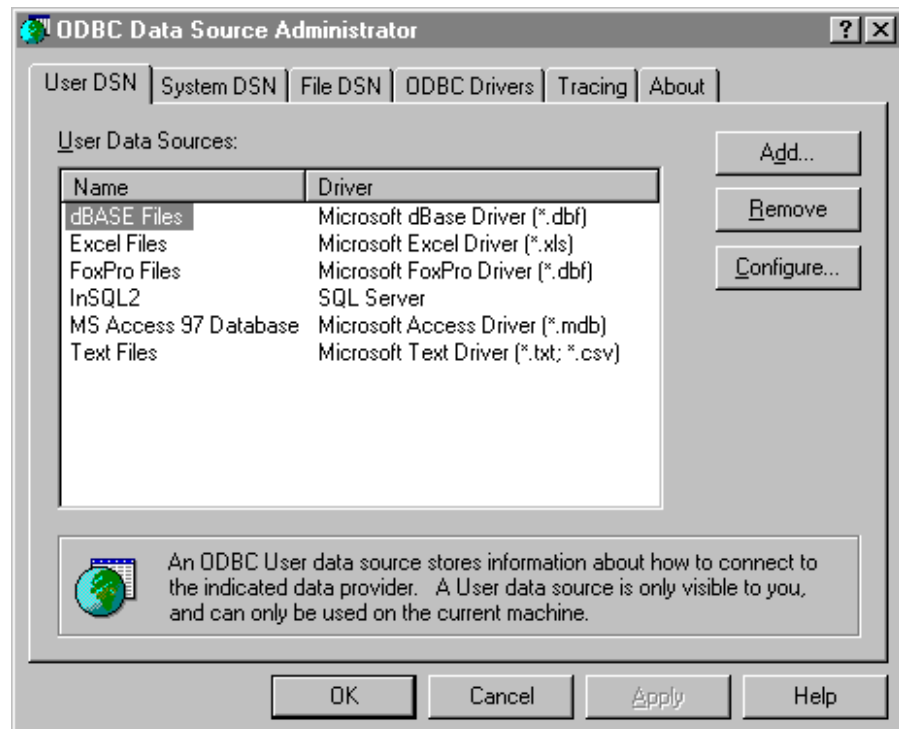 ODBC Data Source Administrator
User DSN System DSN File DSN ODBC Drivers Tracing About
User Data Sources:
Add...
Name Driver
dBASE Files Microsoft dBase Driver (*.dbf)
Remove
Excel Files Microsoft Excel Driver (*.xls)
FoxPro Files Microsoft FoxPro Driver (*.dbf)
Configure...
InSQL2 SQL Server
MS Access 97 Database Microsoft Access Driver (*.mdb)
Text Files Microsoft Text Driver (*.txt; *.csv)
An ODBC User data source stores information about how to connect to
the indicated data provider. A User data source is only visible to you,
and can only be used on the current machine.
OK Cancel Apply Help